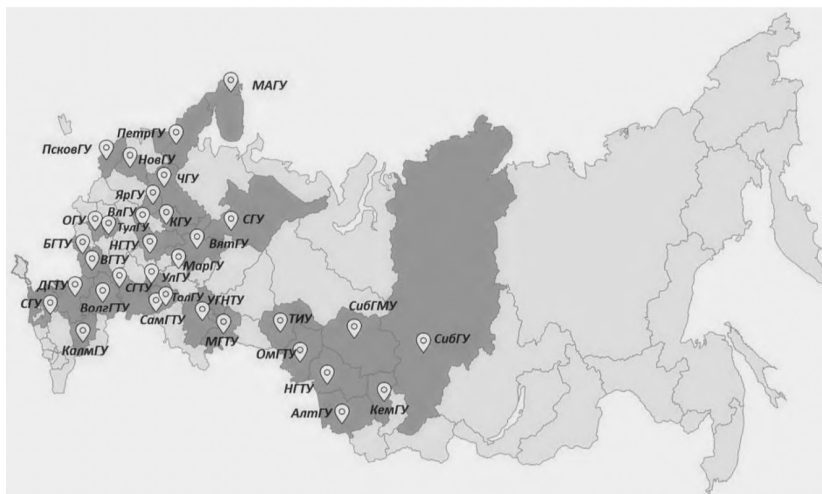 МАГУ
ПетрГУ
ПсковГУ
НовГУ
ЧГУ
ЯрГУ
ВлГУ
КГУ
СГУ
ОГУ
ТулГУ
БГТУ
НГТУ
ВятГУ
ВГТУ
МарГУ
УлГУ
ДГТУ
СГТУ
СГУ
ВолгГТУ
ТолГУ
УГНТУ
СамГТУ
СибГМУ
ТИУ
МГТУ
КалмГУ
СибГУ
ОмГТУ
НГТУ
КемГУ
АлтГУ